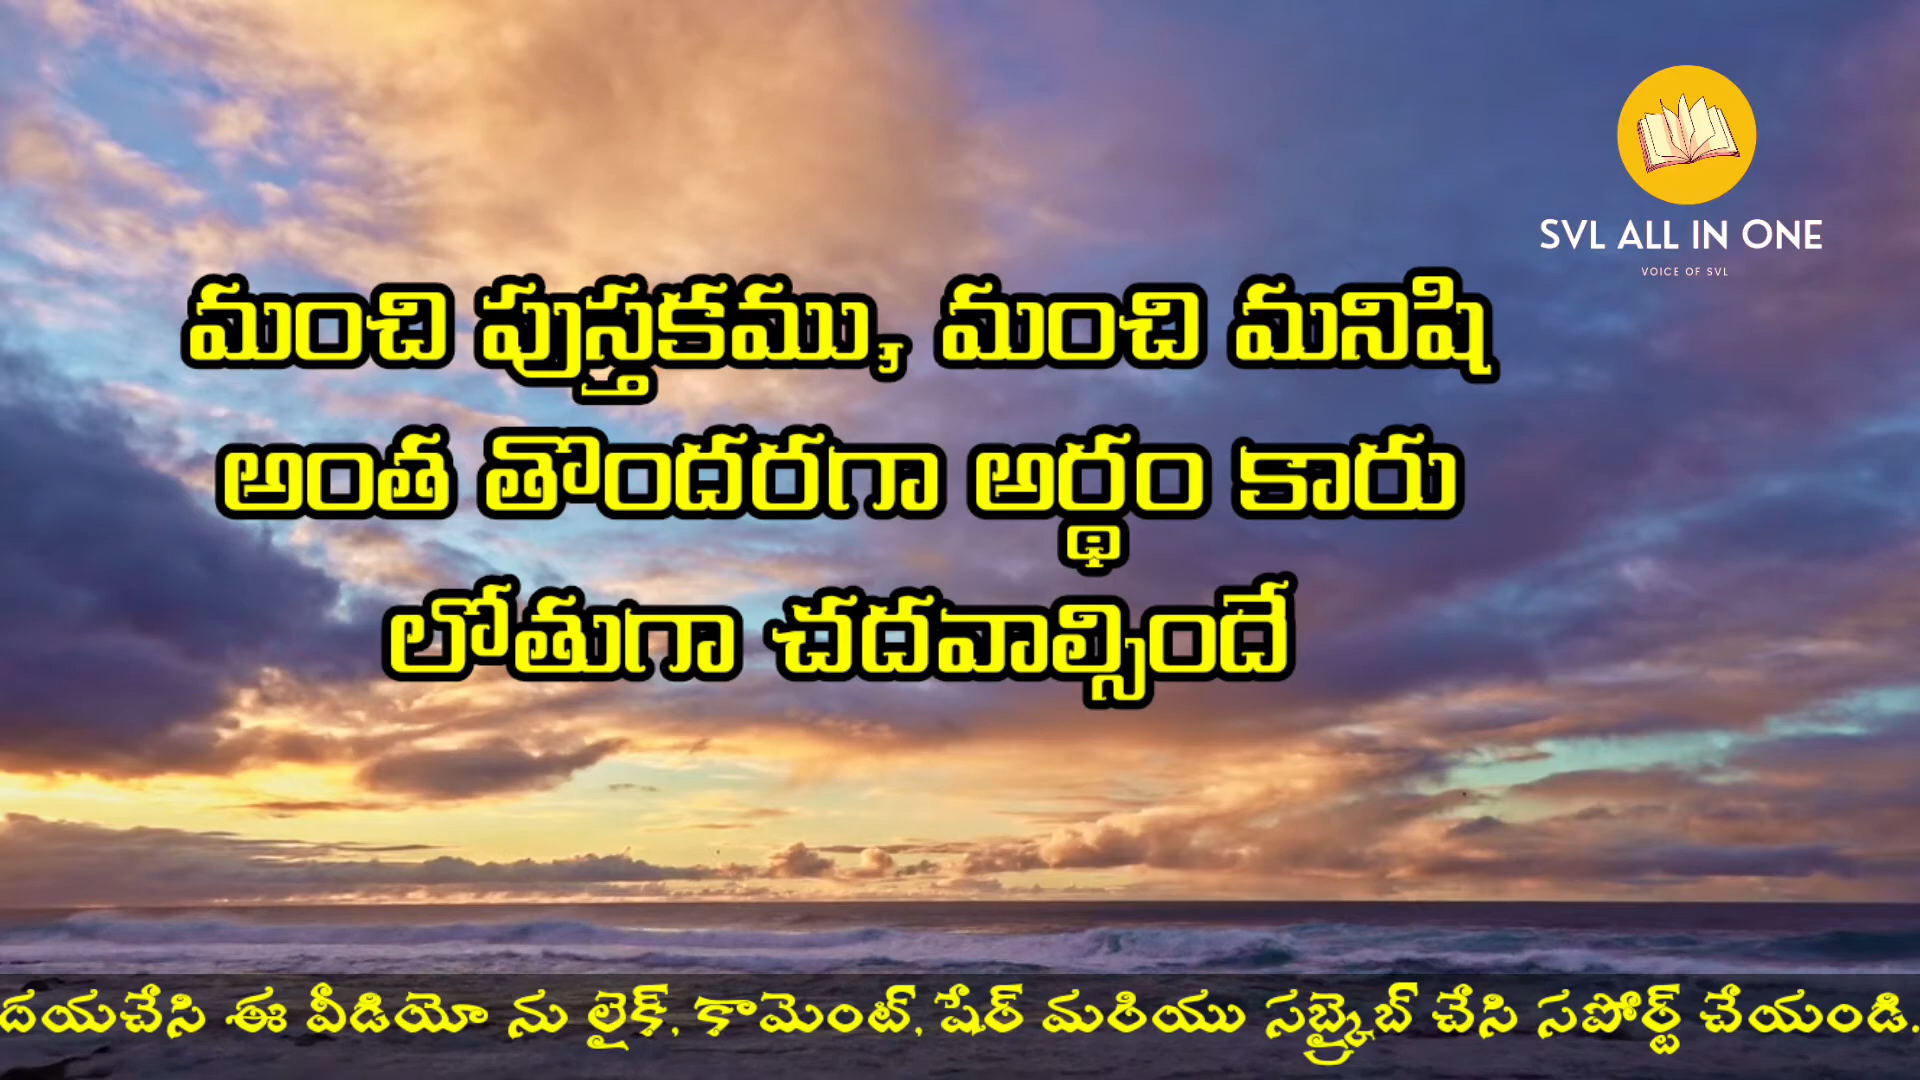 SVL ALL IN ONE
VOICE OF SVL
మంచి పుస్తకము, మంచి మనిషి
అంత తొందరగా అర్థం కారు
లోతుగా చదవాల్సిందే
దయచేసి ఈ వీడియో ను లైక్, కామెంట్, షేర్ మరియు సబ్స్క్రైబ్ చేసి సపోర్ట్ చేయండి.